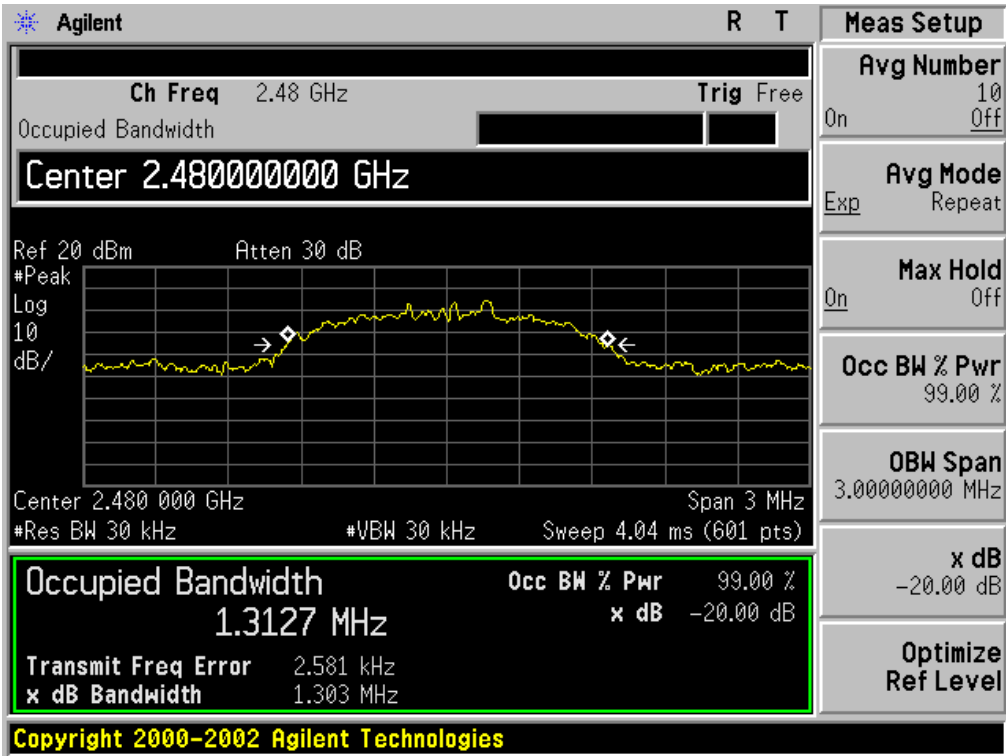 Agilent R T
Ch Freq 2.48 GHz Trig Free
Occupied Bandwidth
Center 2.480000000 GHz
Ref 20 dBm Atten 30 dB
#Peak
Log
10
dB/
Center 2.480 000 GHz Span 3 MHz
#Res BW 30 kHz #VBW 30 kHz Sweep 4.04 ms (601 pts)
Occupied Bandwidth
1.3127 MHz
Occ BW % Pwr 99.00 %
x dB -20.00 dB
Transmit Freq Error 2.581 kHz
x dB Bandwidth 1.303 MHz
Copyright 2000-2002 Agilent Technologies
Meas Setup
Avg Number
10
On Off
Avg Mode
Exp Repeat
Max Hold
On Off
Occ BW % Pwr
99.00 %
OBW Span
3.00000000 MHz
x dB
-20.00 dB
Optimize
Ref Level